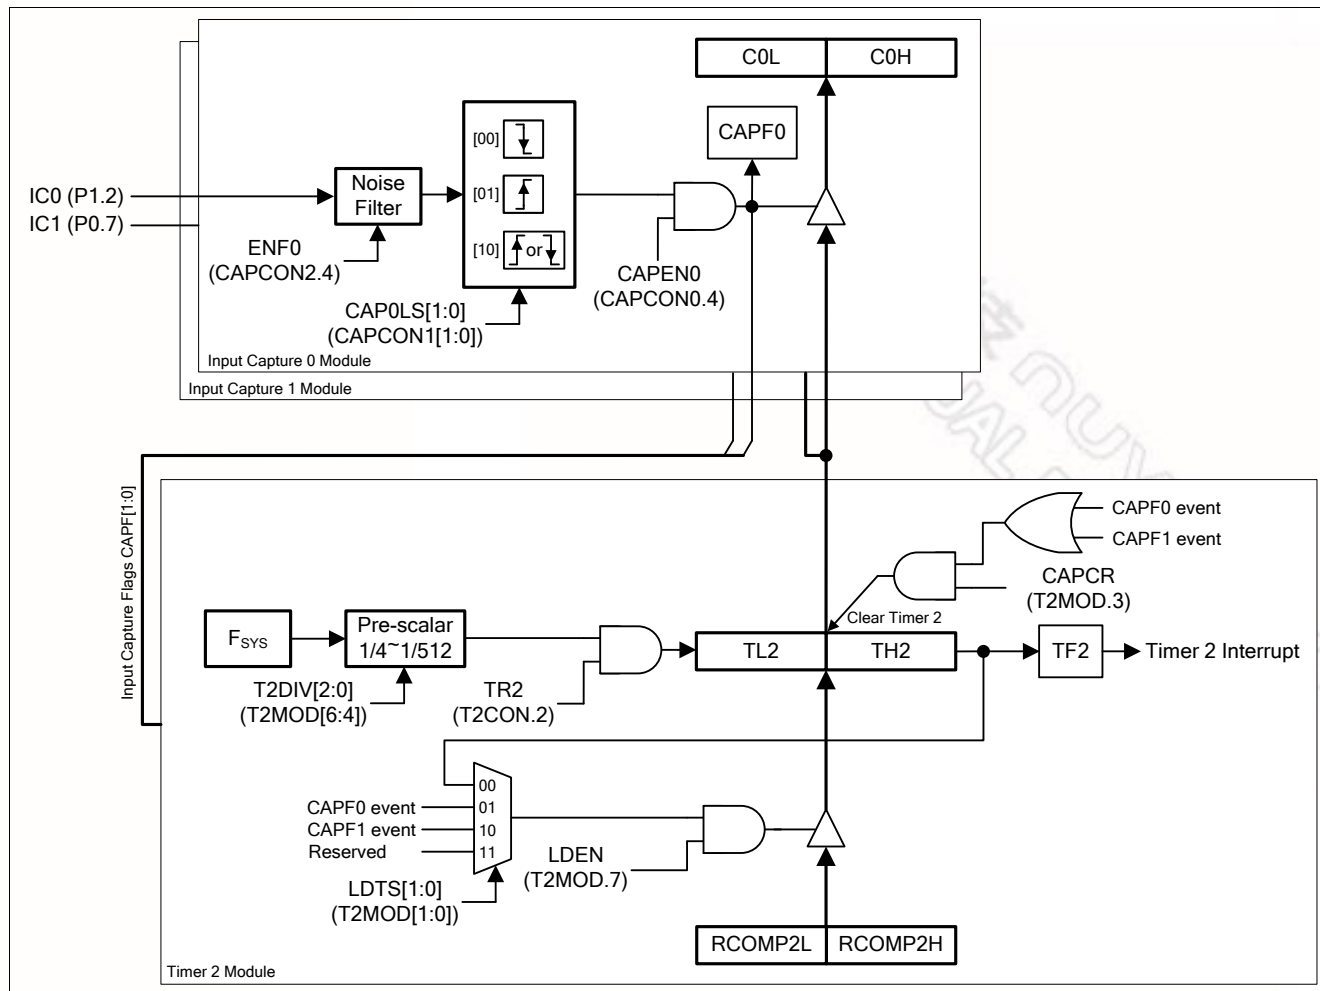 C0L
C0H
CAPF0
[00]
[01]
[10]
or
Noise
Filter
IC0 (P1.2)
IC1 (P0.7)
ENF0
(CAPCON2.4)
CAP0LS[1:0]
(CAPCON1[1:0])
CAPEN0
(CAPCON0.4)
Input Capture 0 Module
Input Capture 1 Module
Input Capture Flags CAPF[1:0]
CAPF0 event
CAPF1 event
CAPCR
(T2MOD.3)
Clear Timer 2
FSYS
Pre-scalar
1/4~1/512
T2DIV[2:0]
(T2MOD[6:4])
TR2
(T2CON.2)
TL2
TH2
TF2
Timer 2 Interrupt
00
01
10
11
CAPF0 event
CAPF1 event
Reserved
LDTS[1:0]
(T2MOD[1:0])
LDEN
(T2MOD.7)
RCOMP2L
RCOMP2H
Timer 2 Module